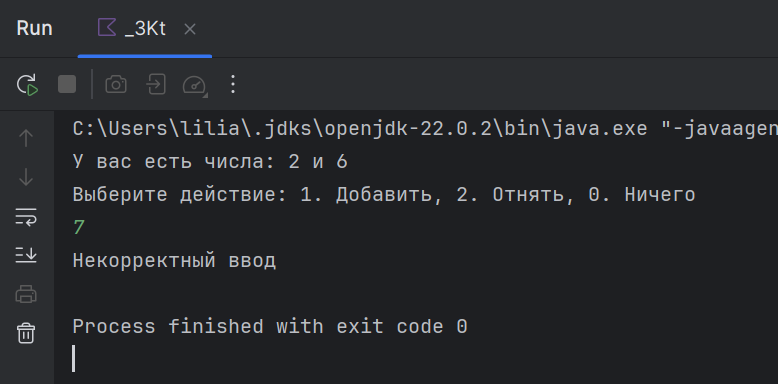 Run _3Kt
C:\Users\lilia\.jdks\openjdk-22.0.2\bin\java.exe "-javaagen
У вас есть числа: 2 и 6
Выберите действие: 1. Добавить, 2. Отнять, 0. Ничего
7
Некорректный ввод
Process finished with exit code 0